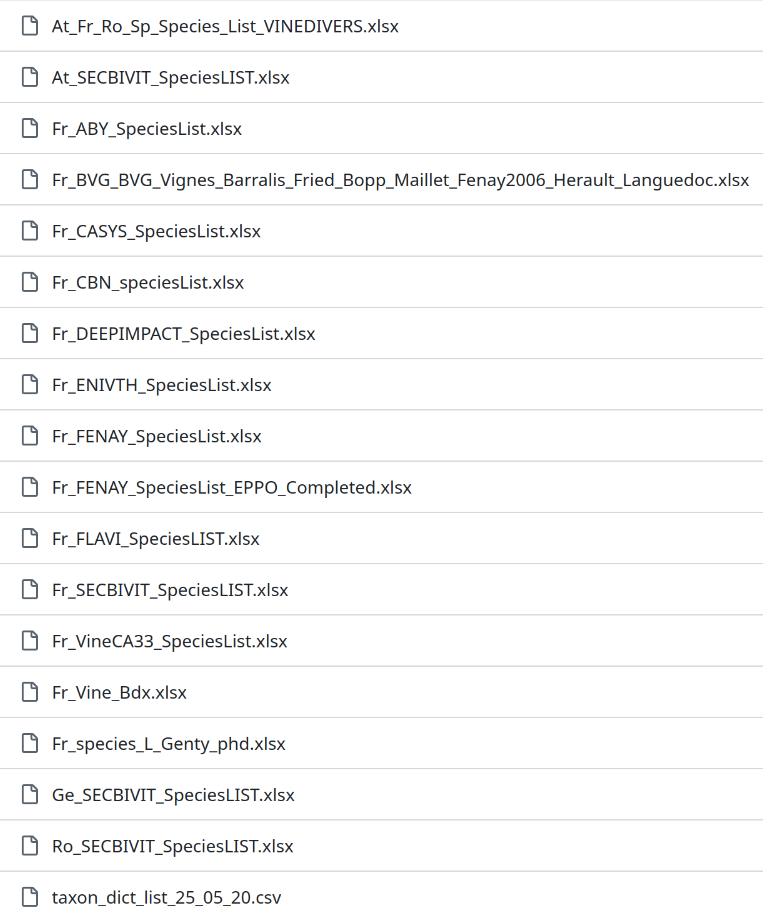 At_Fr_Ro_Sp_Species_List_VINEDIVERS.xlsx
At_SECBIVIT_SpeciesLIST.xlsx
Fr_ABY_SpeciesList.xlsx
Fr_BVG_BVG_Vignes_Barralis_Fried_Bopp_Maillet_Fenay2006_Herault_Languedoc.xlsx
Fr_CASYS_SpeciesList.xlsx
Fr_CBN_speciesList.xlsx
Fr_DEEPIMPACT_SpeciesList.xlsx
Fr_ENIVTH_SpeciesList.xlsx
Fr_FENAY_SpeciesList.xlsx
Fr_FENAY_SpeciesList_EPPO_Completed.xlsx
Fr_FLAVI_SpeciesLIST.xlsx
Fr_SECBIVIT_SpeciesLIST.xlsx
Fr_VineCA33_SpeciesList.xlsx
Fr_Vine_Bdx.xlsx
Fr_species_L_Genty_phd.xlsx
Ge_SECBIVIT_SpeciesLIST.xlsx
Ro_SECBIVIT_SpeciesLIST.xlsx
taxon_dict_list_25_05_20.csv